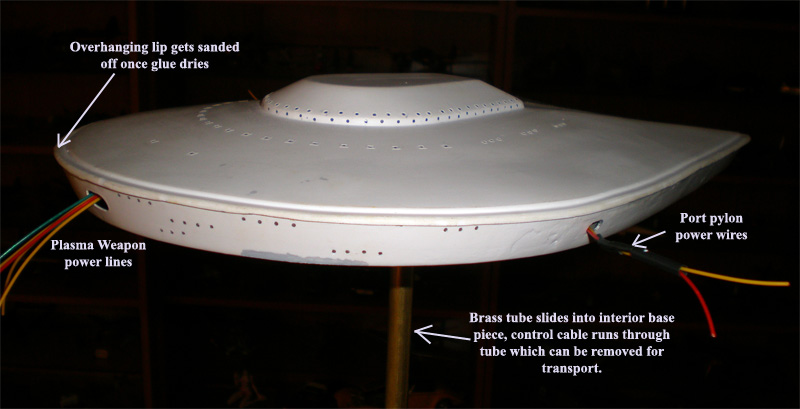 Overhanging lip gets sanded
off once glue dries
Plasma Weapon
power lines
Port pylon
power wires
Brass tube slides into interior base
piece, control cable runs through
tube which can be removed for
transport.